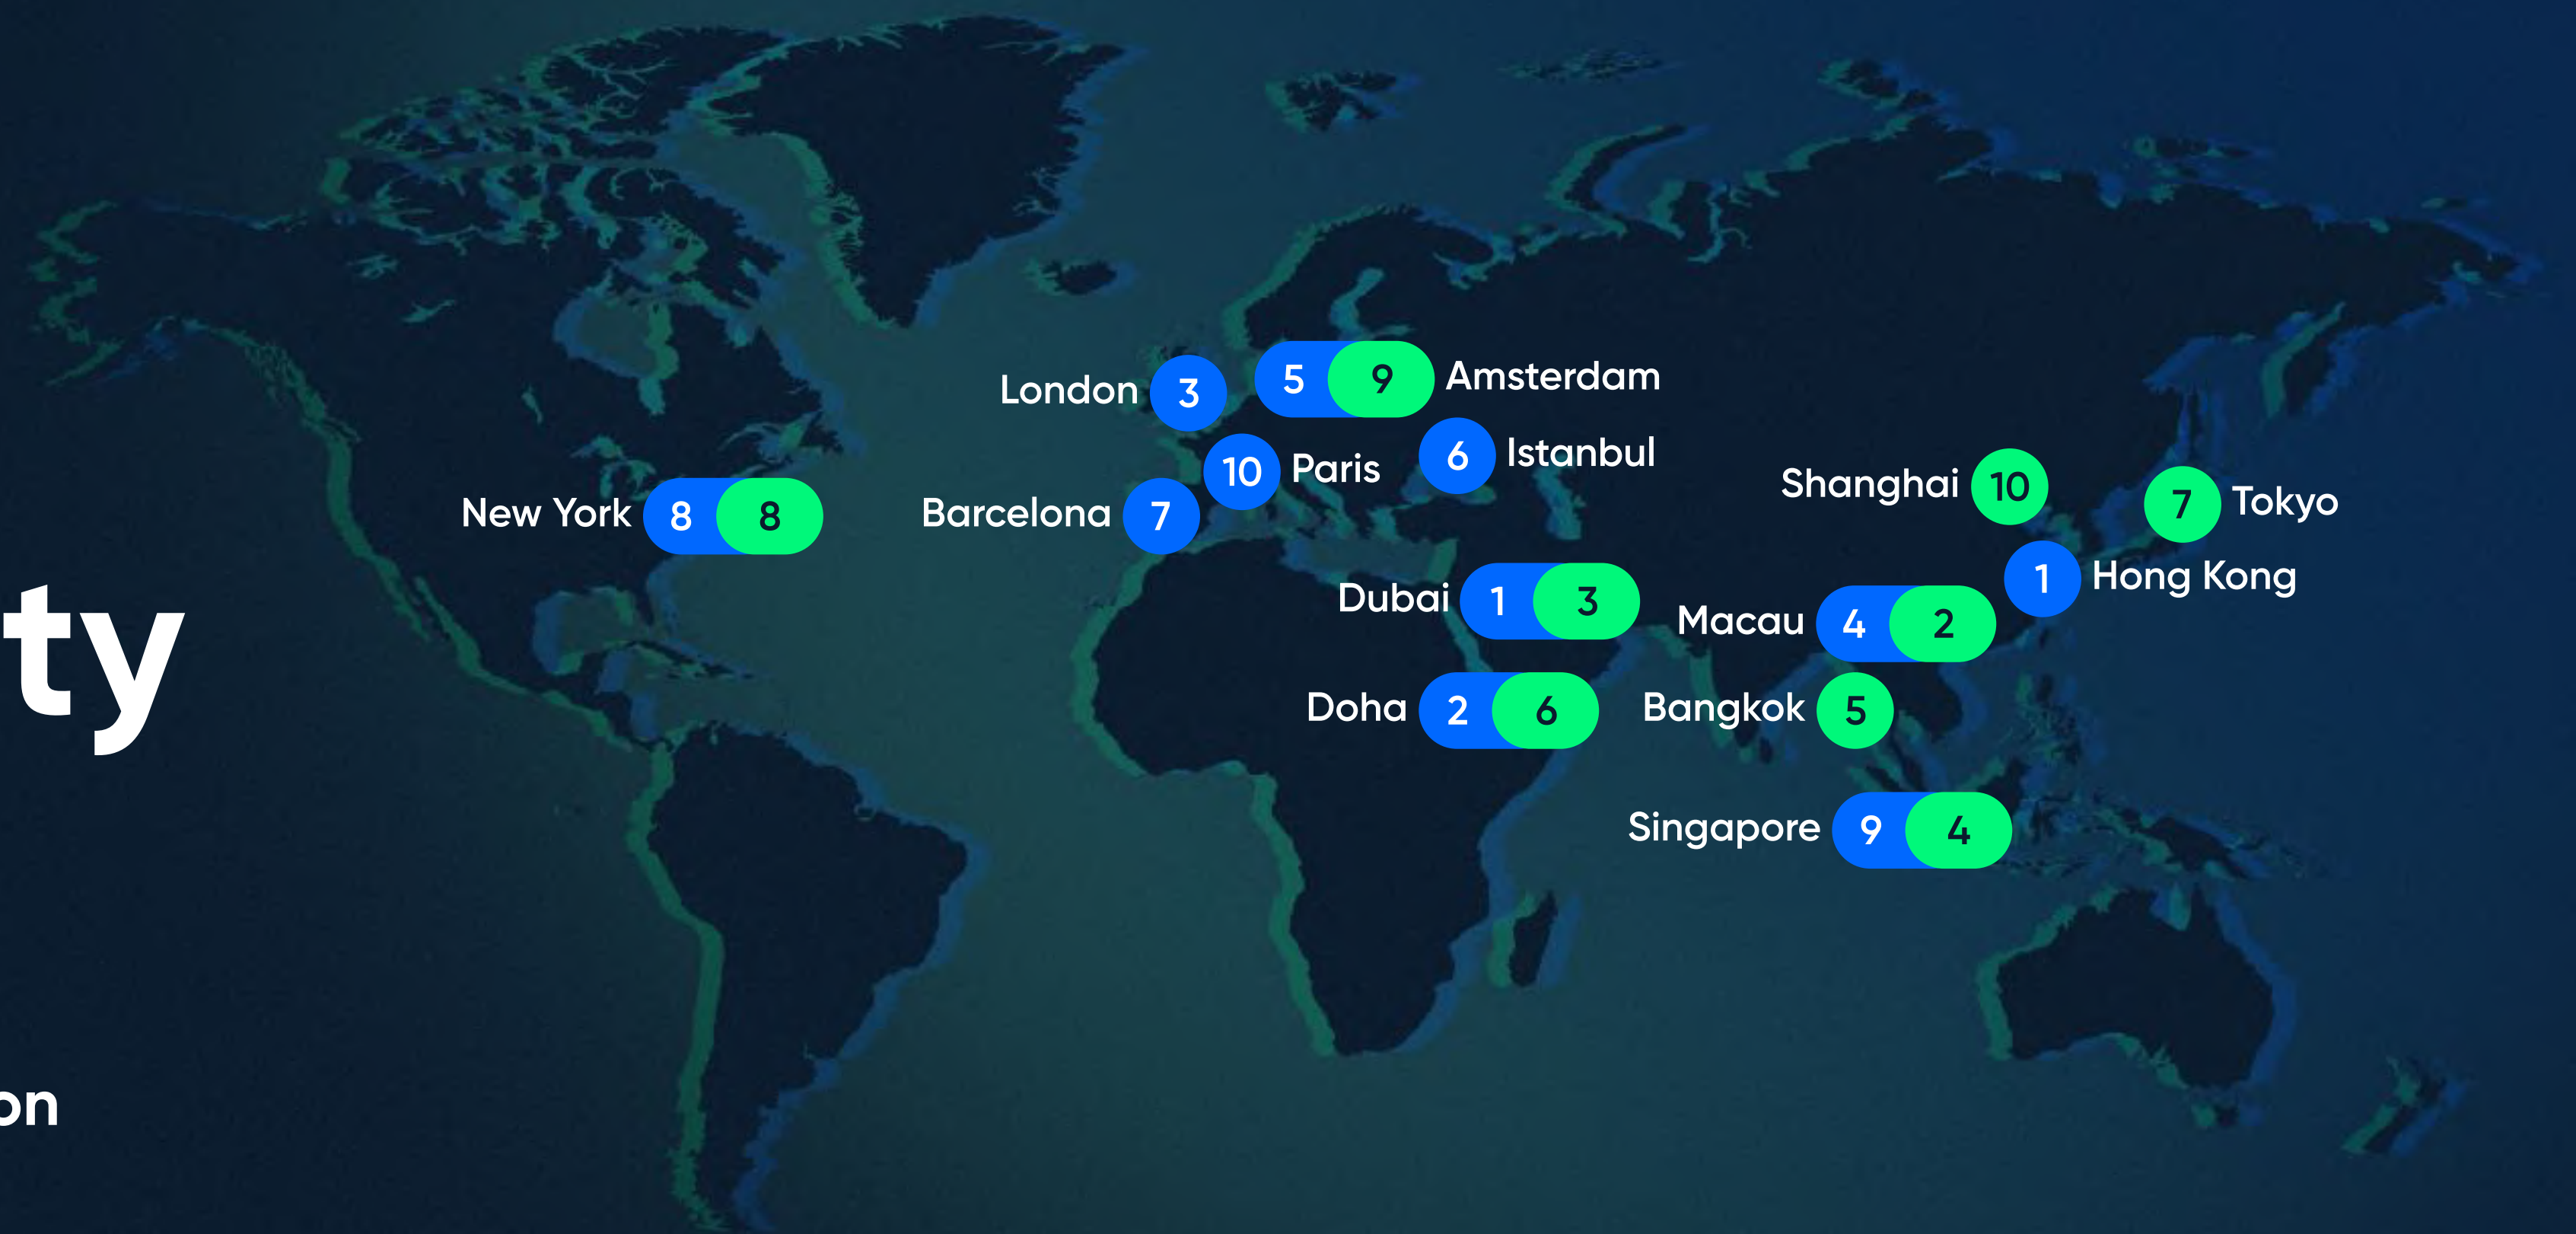 ty
on
London 3
5 9 Amsterdam
10 Paris
6 Istanbul
New York 8 8
Barcelona 7
Shanghai 10
7 Tokyo
1 Hong Kong
Dubai 1 3
Macau 4 2
Doha 2 6
Bangkok 5
Singapore 9 4